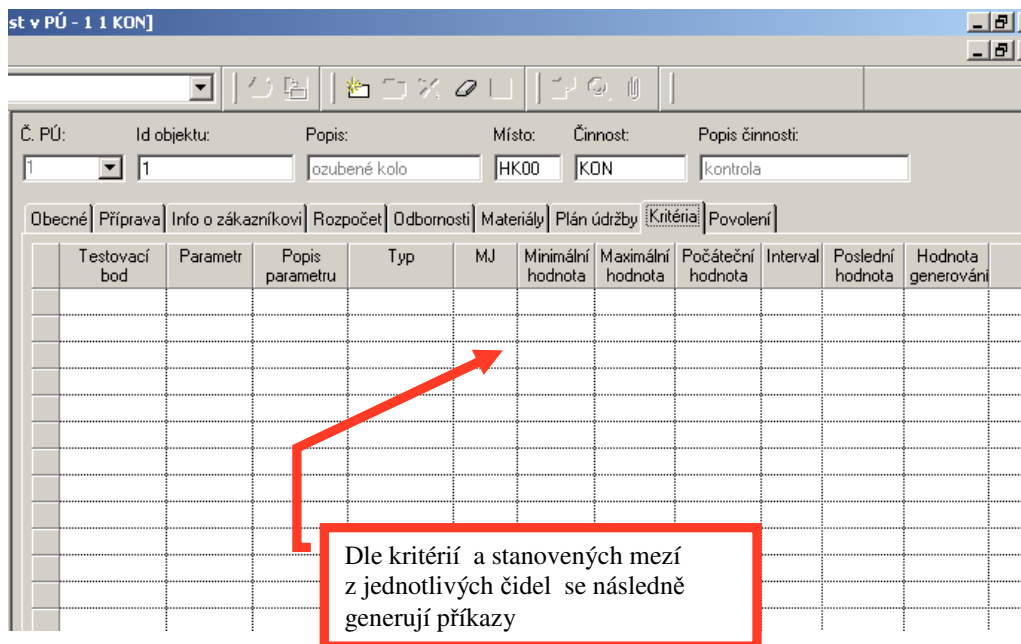 st v PÚ - 1 1 KON]
Č. PÚ: Id objektu: Popis: Místo: Činnost: Popis činnosti:
1 1 ozubené kolo HK00 KON kontrola
Obecné Příprava Info o zákazníkovi Rozpočet Odbornosti Materiály Plán údržby Kritéria Povolení
Testovací Parametr Popis Typ MJ Minimální Maximální Počáteční Interval Poslední Hodnota
bod parametru hodnota hodnota hodnota hodnota generování
Dle kritérií a stanovených mezí
z jednotlivých čidel se následně
generují příkazy